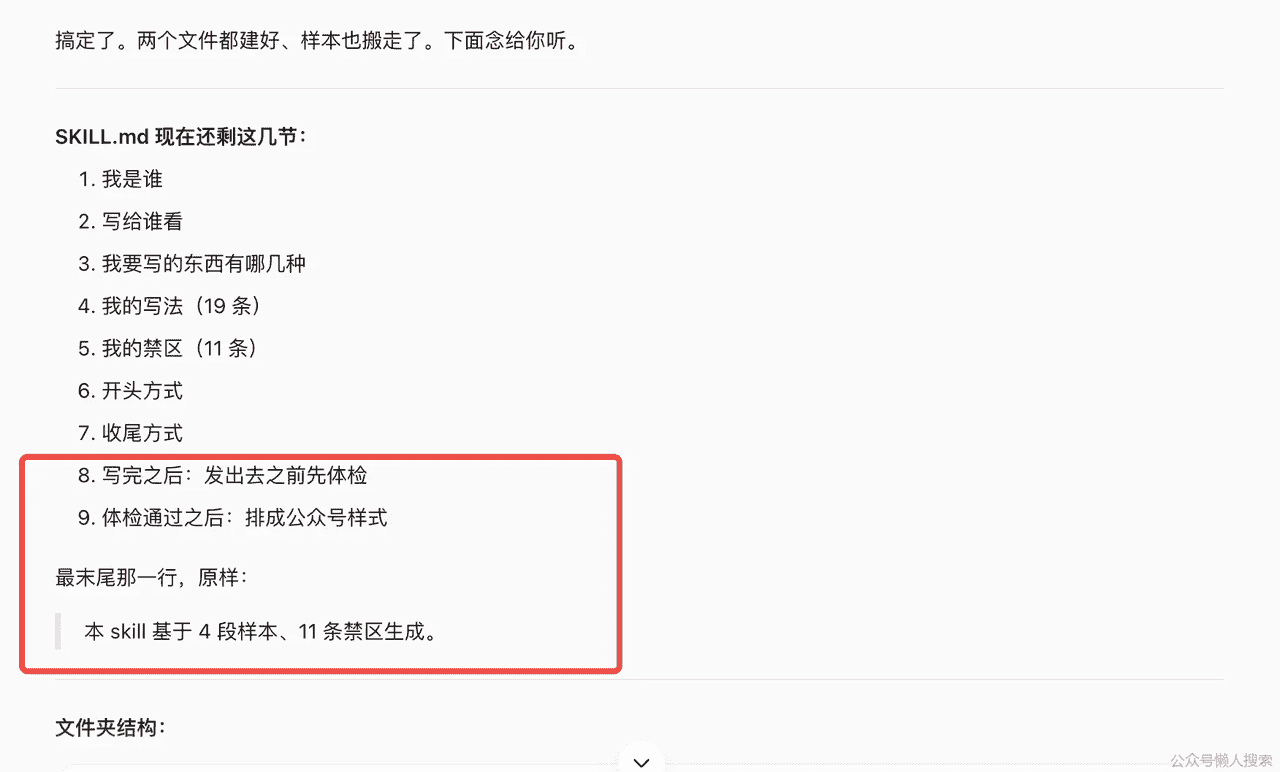 搞定了。两个文件都建好、样本也搬走了。下面念给你听。
SKILL.md 现在还剩这几节：
1. 我是谁
2. 写给谁看
3. 我要写的东西有哪几种
4. 我的写法（19 条）
5. 我的禁区（11 条）
6. 开头方式
7. 收尾方式
8. 写完之后：发出去之前先体检
9. 体检通过之后：排成公众号样式
最末尾那一行，原样：
本 skill 基于 4 段样本、11 条禁区生成。
文件夹结构：
公众号懒人搜索